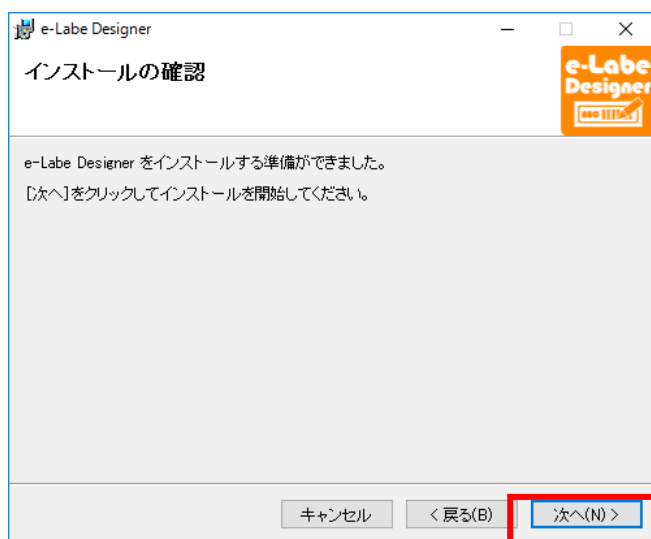 e-Labe Designer
インストールの確認
e-Labe
Designer
ABO
e-Labe Designer をインストールする準備ができました。
[次へ]をクリックしてインストールを開始してください。
キャンセル
< 戻る(B)
次へ(N) >